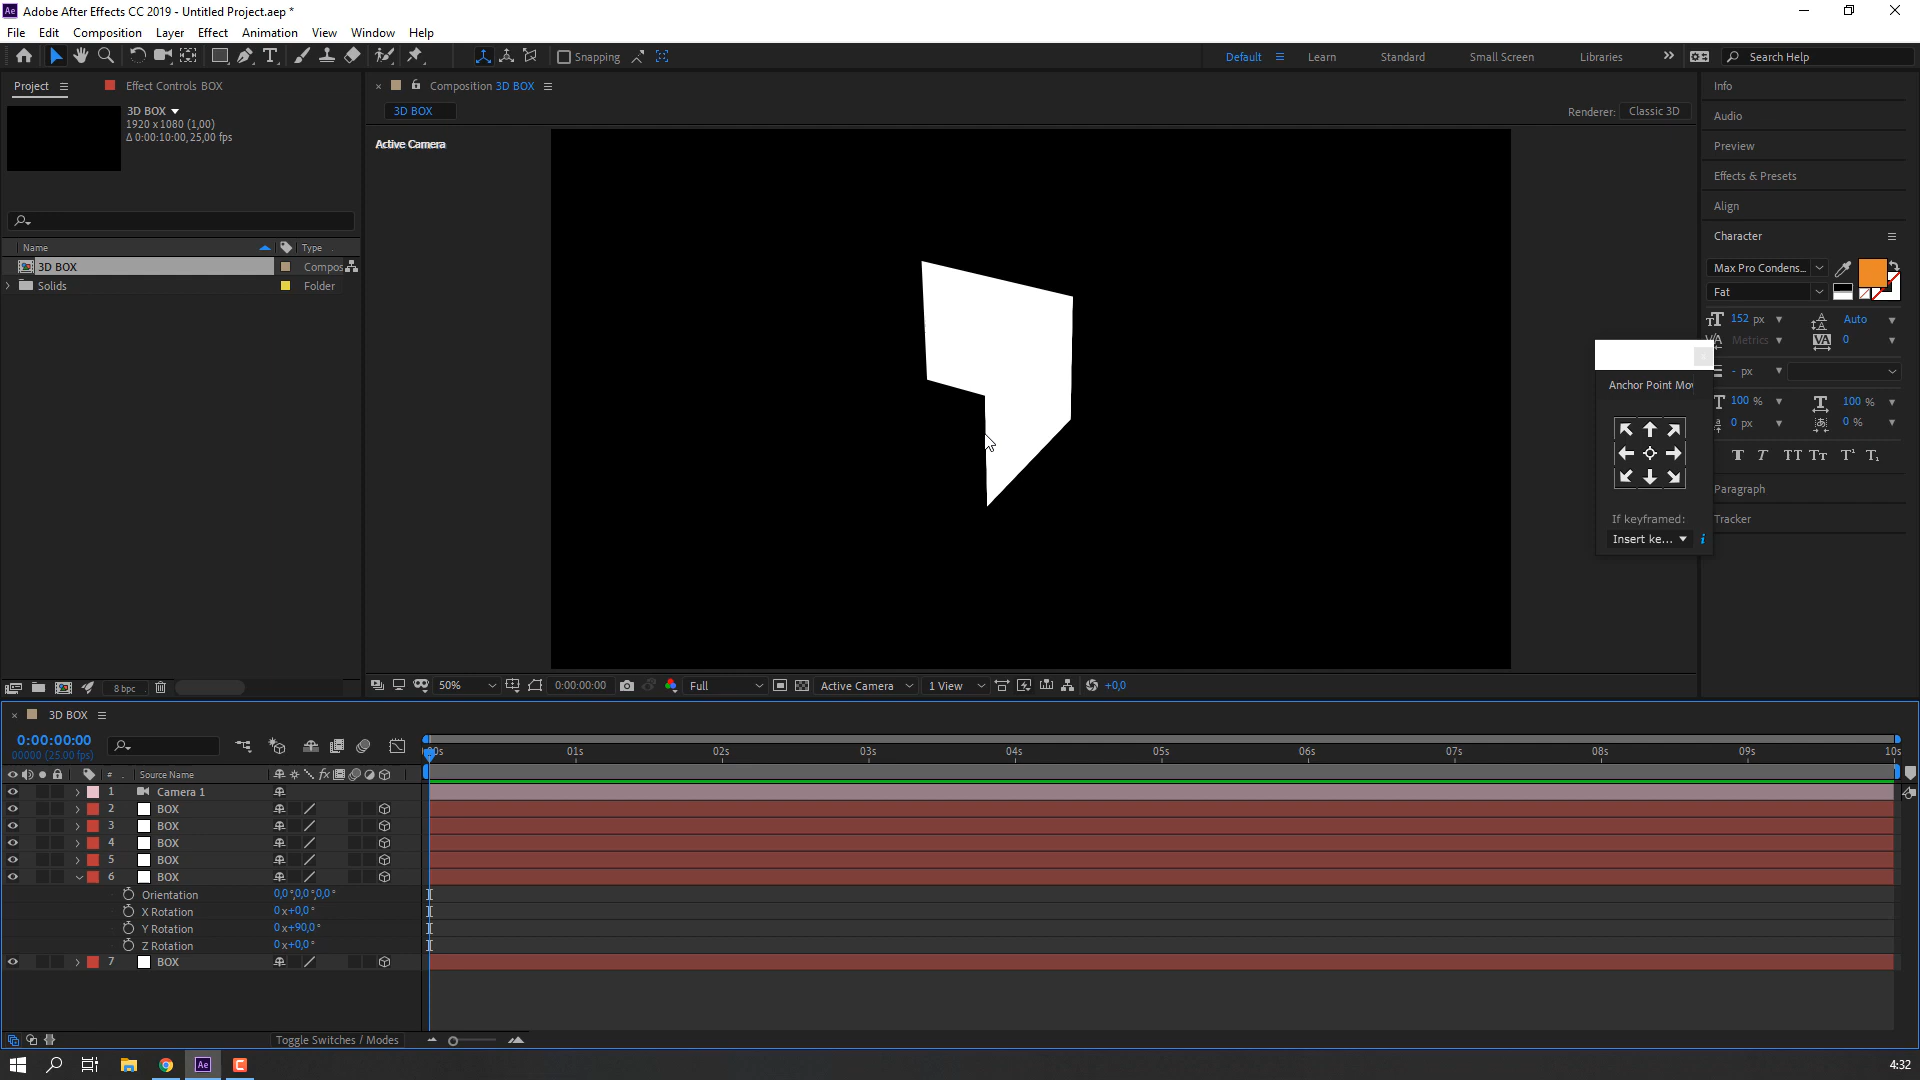 Adobe After Effects CC 2019 - Untitled Project.aep *
File Edit Composition Layer Effect Animation View Window Help
Snapping
Default Learn Standard Small Screen Libraries Search Help
Project Effect Controls BOX
Composition 3D BOX
3D BOX
1920 x 1080 (1,00)
Δ 0:00:10:00, 25,00 fps
3D BOX
Renderer: Classic 3D
Active Camera
Name Type
3D BOX Compos
Solids Folder
Info
Audio
Preview
Effects & Presets
Align
Character
Max Pro Condens...
Fat
152 px Auto
Metrics 0
- px
100 % 100 %
0 px 0 %
Paragraph
Tracker
Anchor Point Mov
If keyframed:
Insert ke...
8 bpc
50% 0:00:00:00 Full Active Camera 1 View +0,0
3D BOX
0:00:00:00
00000 (25.00 fps)
:00s 01s 02s 03s 04s 05s 06s 07s 08s 09s 10s
# Source Name
1 Camera 1
2 BOX
3 BOX
4 BOX
5 BOX
6 BOX
Orientation 0,0°,0,0°,0,0°
X Rotation 0x+0,0°
Y Rotation 0x+90,0°
Z Rotation 0x+0,0°
7 BOX
Toggle Switches / Modes
4:32